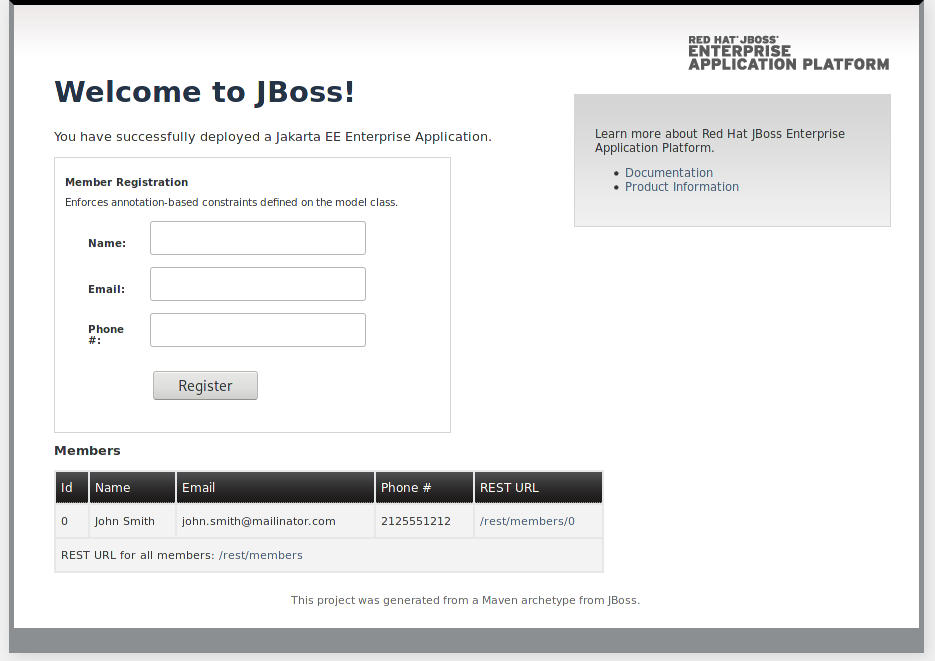 RED HAT® JBOSS®
ENTERPRISE
APPLICATION PLATFORM
Welcome to JBoss!
You have successfully deployed a Jakarta EE Enterprise Application.
Learn more about Red Hat JBoss Enterprise
Application Platform.
Documentation
Product Information
Member Registration
Enforces annotation-based constraints defined on the model class.
Name:
Email:
Phone
#:
Register
Members
Id Name Email Phone # REST URL
0 John Smith john.smith@mailinator.com 2125551212 /rest/members/0
REST URL for all members: /rest/members
This project was generated from a Maven archetype from JBoss.